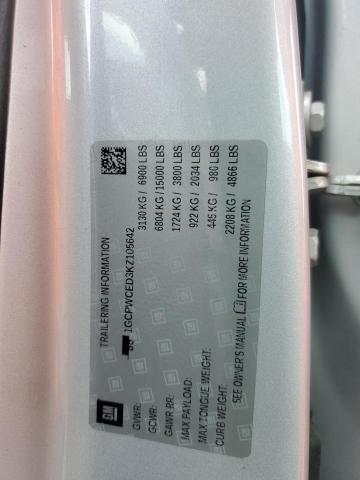 GM
TRAILERING INFORMATION
1GCPWCED3KZ105642
GVWR: 3130 KG / 6900 LBS
GCWR: 6804 KG / 15000 LBS
GAWR RR: 1724 KG / 3800 LBS
MAX PAYLOAD: 922 KG / 2034 LBS
MAX TONGUE WEIGHT: 445 KG / 980 LBS
CURB WEIGHT: 2208 KG / 4866 LBS
SEE OWNER'S MANUAL FOR MORE INFORMATION